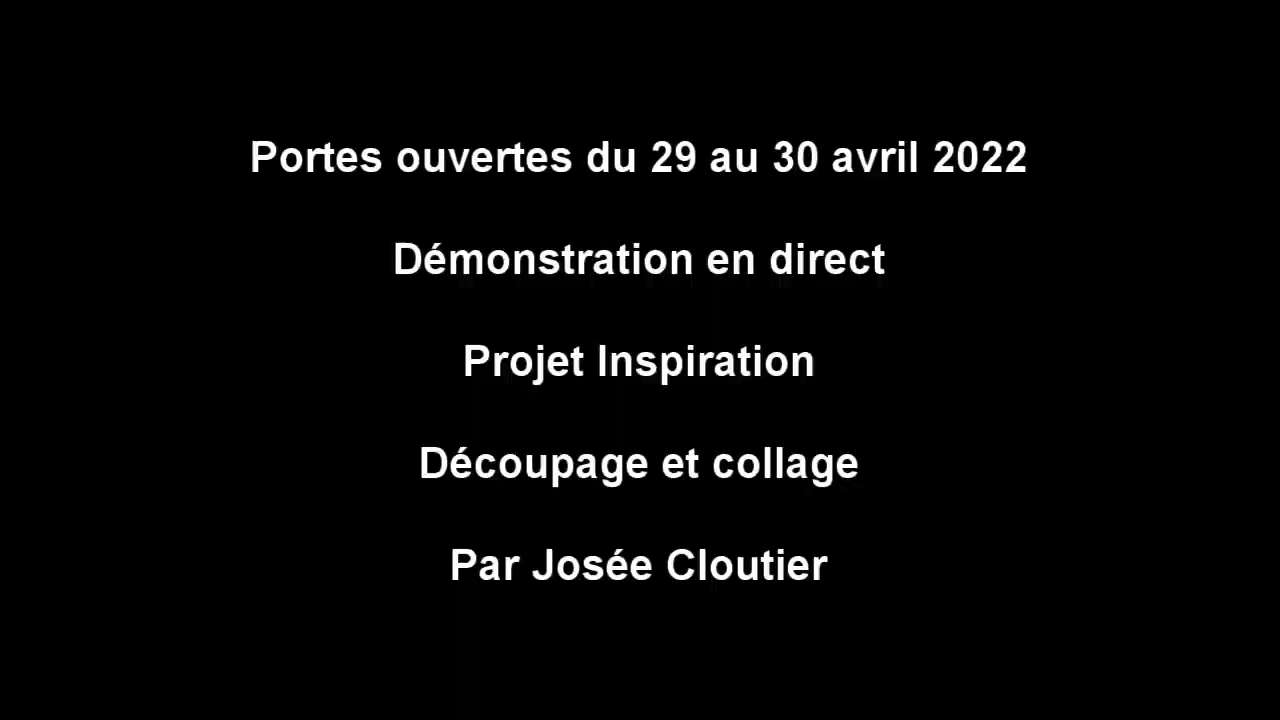 Portes ouvertes du 29 au 30 avril 2022
Démonstration en direct
Projet Inspiration
Découpage et collage
Par Josée Cloutier